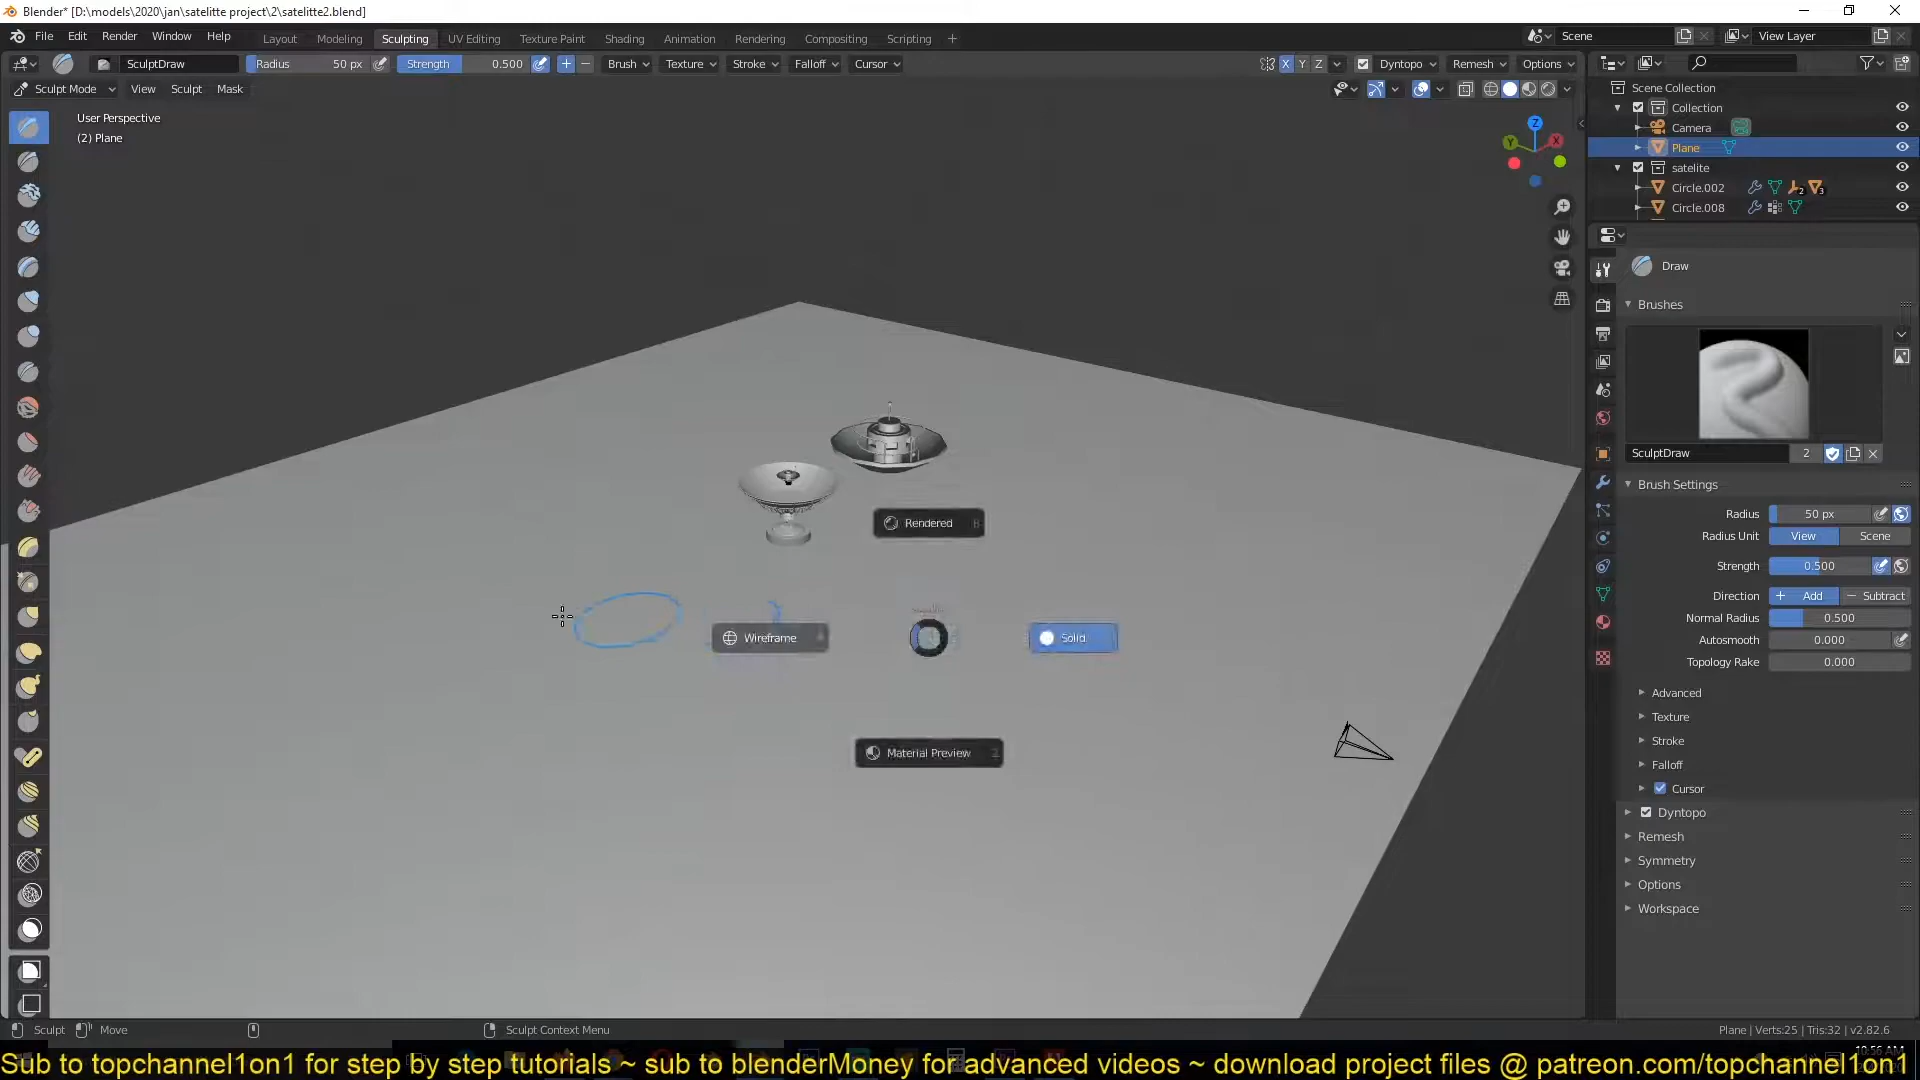 Blender* [D:\models\2020\jan\satelitte project\2\satelitte2.blend]
File Edit Render Window Help Layout Modeling Sculpting UV Editing Texture Paint Shading Animation Rendering Compositing Scripting + Scene View Layer
SculptDraw Radius 50 px Strength 0.500 + − Brush Texture Stroke Falloff Cursor X Y Z Dyntopo Remesh Options
Sculpt Mode View Sculpt Mask
User Perspective
(2) Plane
Z
Y X
Scene Collection
Collection
Camera
Plane
satelite
Circle.002 2 3
Circle.008
Draw
Brushes
SculptDraw 2
Brush Settings
Radius 50 px
Radius Unit View Scene
Strength 0.500
Direction + Add − Subtract
Normal Radius 0.500
Autosmooth 0.000
Topology Rake 0.000
Advanced
Texture
Stroke
Falloff
Cursor
Dyntopo
Remesh
Symmetry
Options
Workspace
Rendered 8
Wireframe 4 Solid
Material Preview 2
Sculpt Move Sculpt Context Menu Plane | Verts:25 | Tris:32 | v2.82.6
Sub to topchannel1on1 for step by step tutorials ~ sub to blenderMoney for advanced videos ~ download project files @ patreon.com/topchannel1on1